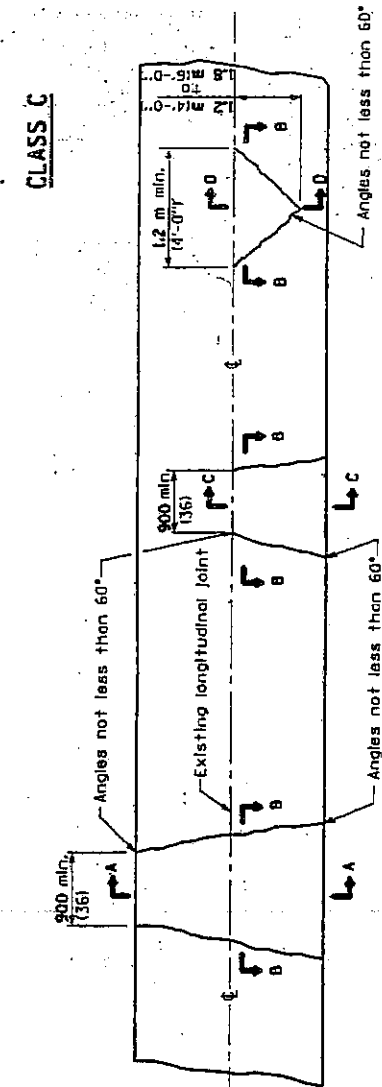 CLASS C
1.8 m(6'-0")
to
1.2 m(4'-0")
1.2 m min.
(4'-0")
Angles not less than 60°
B
B
D
D
900 min.
(36)
C
C
B
B
℄
Angles not less than 60°
Existing longitudinal joint
Angles not less than 60°
900 min.
(36)
A
A
B
B
℄